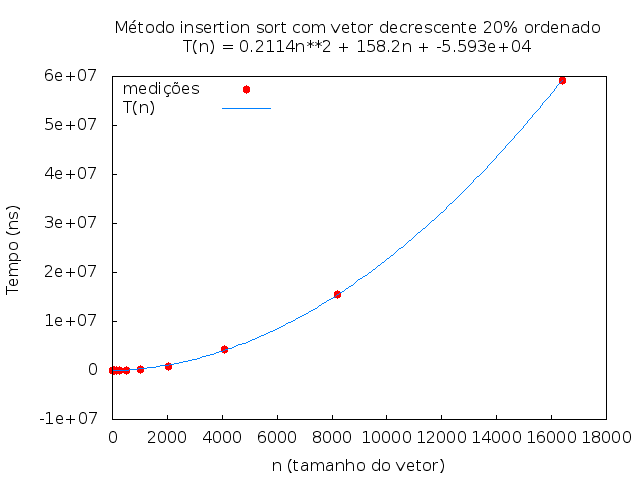 Método insertion sort com vetor decrescente 20% ordenado
T(n) = 0.2114n**2 + 158.2n + -5.593e+04
medições
T(n)
6e+07
5e+07
4e+07
3e+07
2e+07
1e+07
0
-1e+07
Tempo (ns)
0 2000 4000 6000 8000 10000 12000 14000 16000 18000
n (tamanho do vetor)